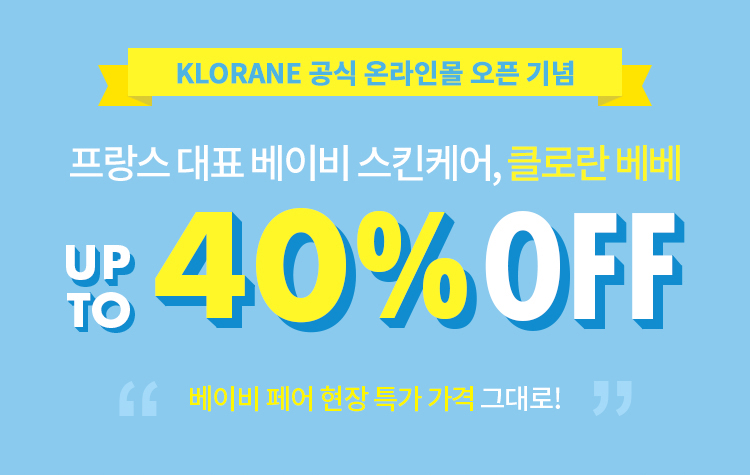 KLORANE 공식 온라인몰 오픈 기념
프랑스 대표 베이비 스킨케어, 클로란 베베
UP TO 40% OFF
“ 베이비 페어 현장 특가 가격 그대로! ”